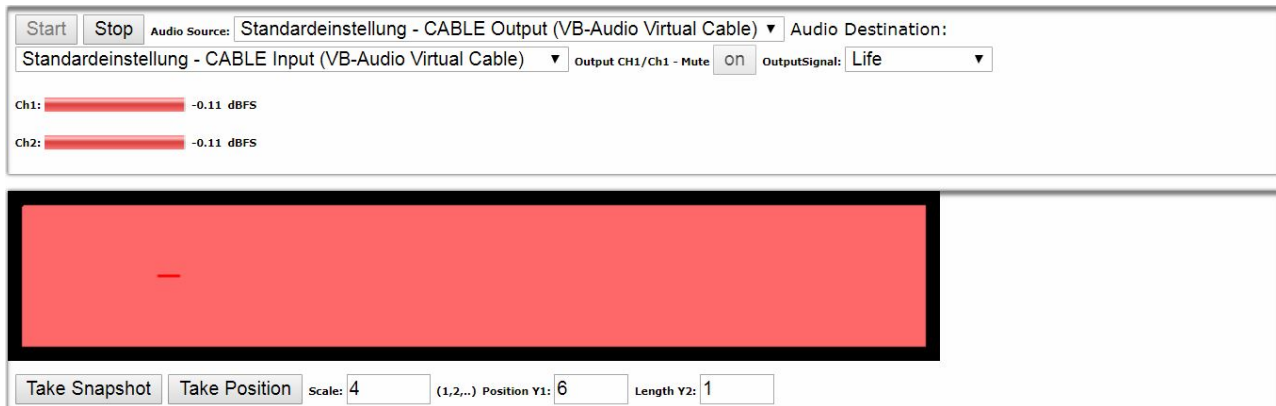 Start Stop Audio Source: Standardeinstellung - CABLE Output (VB-Audio Virtual Cable) Audio Destination:
Standardeinstellung - CABLE Input (VB-Audio Virtual Cable) Output CH1/Ch1 - Mute on OutputSignal: Life
Ch1: -0.11 dBFS
Ch2: -0.11 dBFS
Take Snapshot Take Position Scale: 4 (1,2,..) Position Y1: 6 Length Y2: 1